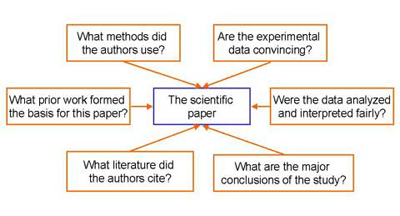 What methods did
the authors use?
Are the experimental
data convincing?
What prior work formed
the basis for this paper?
The scientific
paper
Were the data analyzed
and interpreted fairly?
What literature did
the authors cite?
What are the major
conclusions of the study?